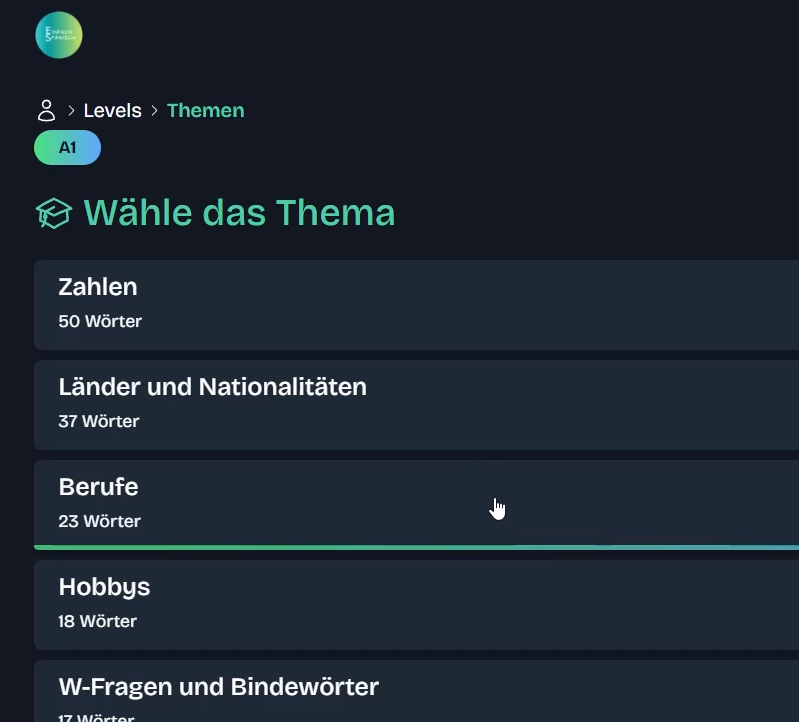 EINFACH
SPANISCH
Levels
Themen
A1
Wähle das Thema
Zahlen
50 Wörter
Länder und Nationalitäten
37 Wörter
Berufe
23 Wörter
Hobbys
18 Wörter
W-Fragen und Bindewörter
17 Wörter